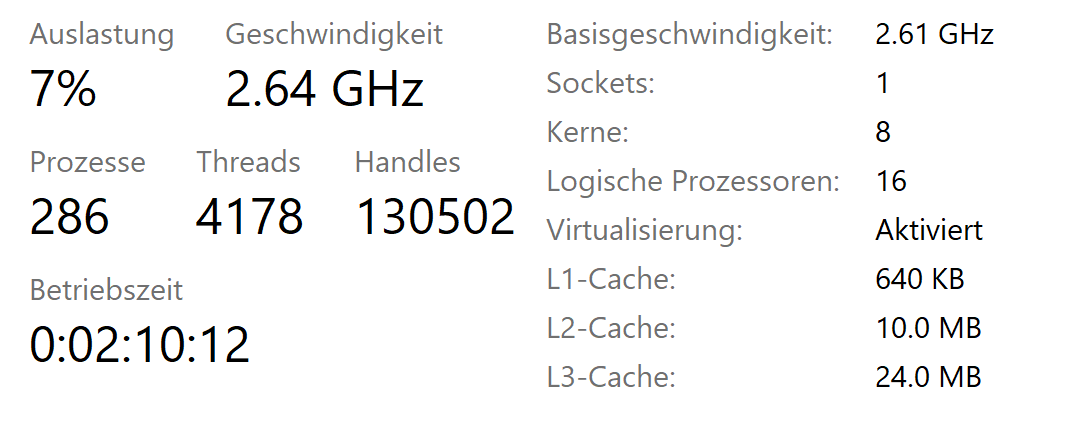 Auslastung Geschwindigkeit
7% 2.64 GHz
Prozesse Threads Handles
286 4178 130502
Betriebszeit
0:02:10:12
Basisgeschwindigkeit: 2.61 GHz
Sockets: 1
Kerne: 8
Logische Prozessoren: 16
Virtualisierung: Aktiviert
L1-Cache: 640 KB
L2-Cache: 10.0 MB
L3-Cache: 24.0 MB